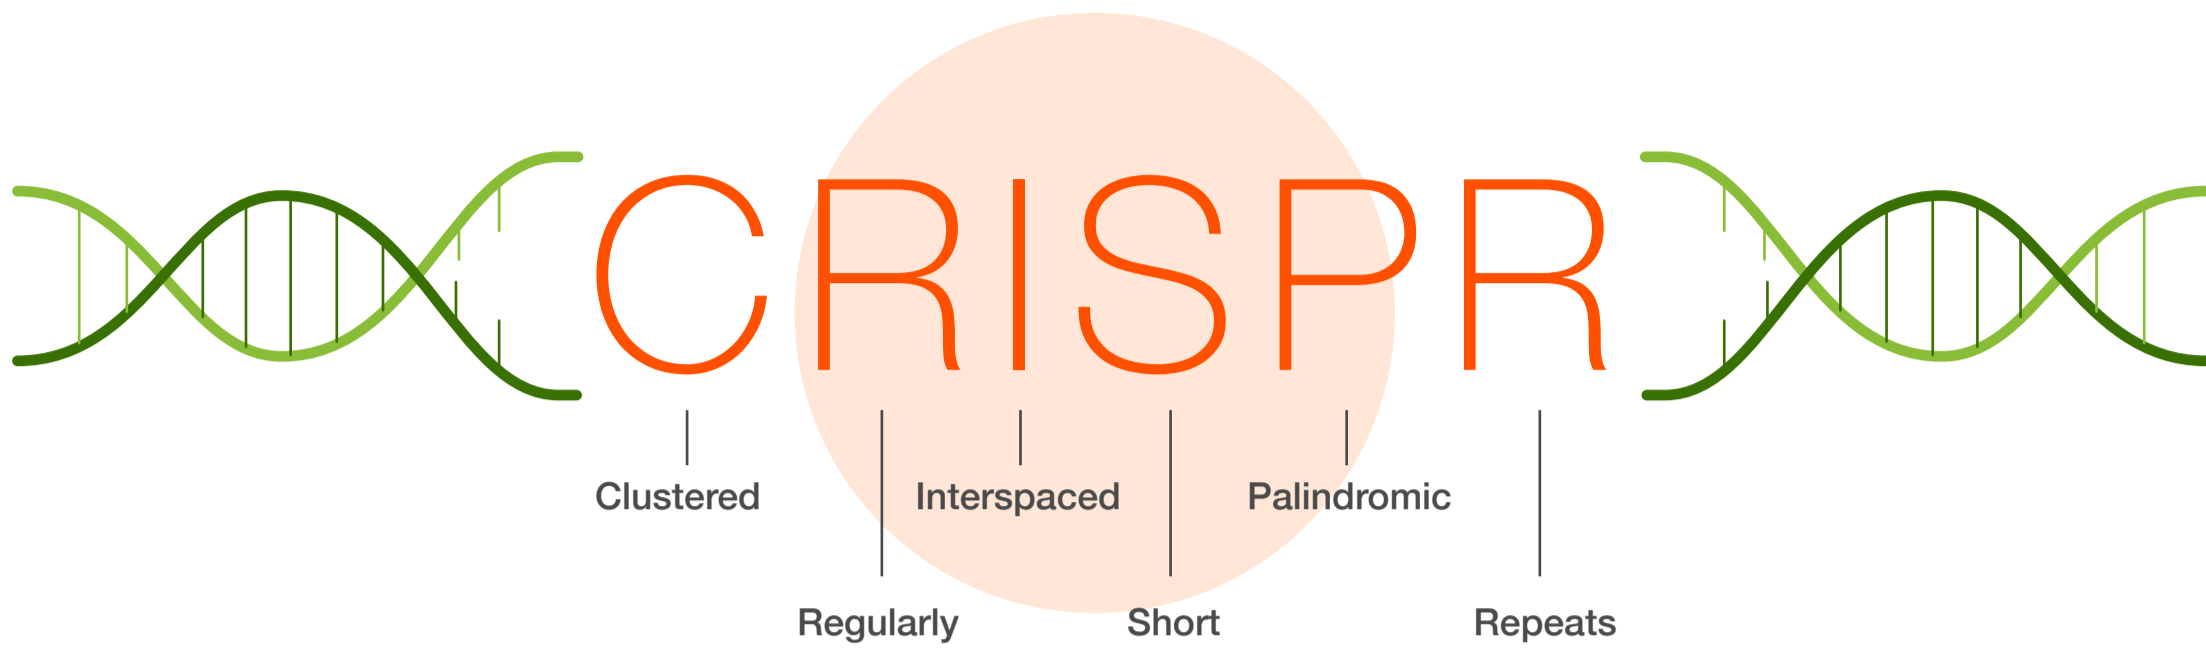 CRISPR
Clustered Interspaced Palindromic
Regularly Short Repeats